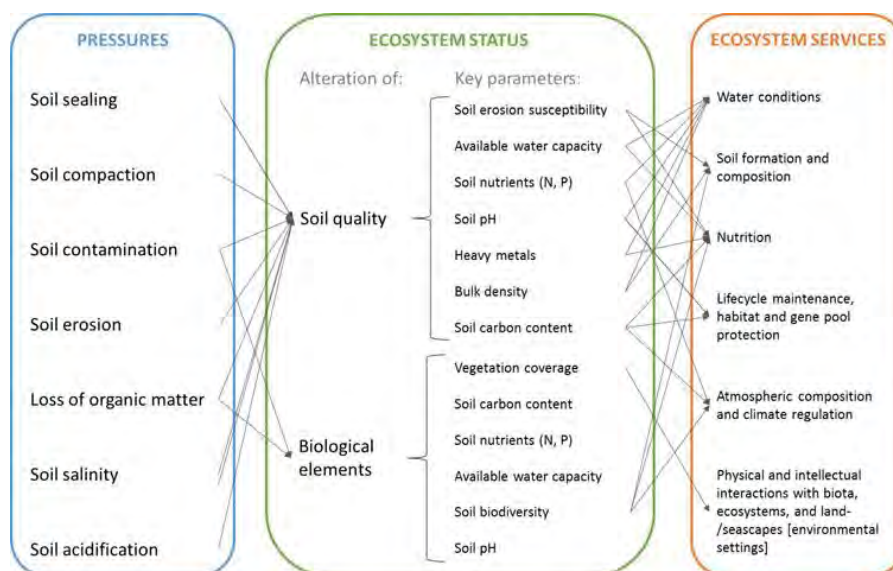 PRESSURES
Soil sealing
Soil compaction
Soil contamination
Soil erosion
Loss of organic matter
Soil salinity
Soil acidification
ECOSYSTEM STATUS
Alteration of:
Soil quality
Biological
elements
Key parameters:
Soil erosion susceptibility
Available water capacity
Soil nutrients (N, P)
Soil pH
Heavy metals
Bulk density
Soil carbon content
Vegetation coverage
Soil carbon content
Soil nutrients (N, P)
Available water capacity
Soil biodiversity
Soil pH
ECOSYSTEM SERVICES
Water conditions
Soil formation and
composition
Nutrition
Lifecycle maintenance,
habitat and gene pool
protection
Atmospheric composition
and climate regulation
Physical and intellectual
interactions with biota,
ecosystems, and land-
/seascapes [environmental
settings]